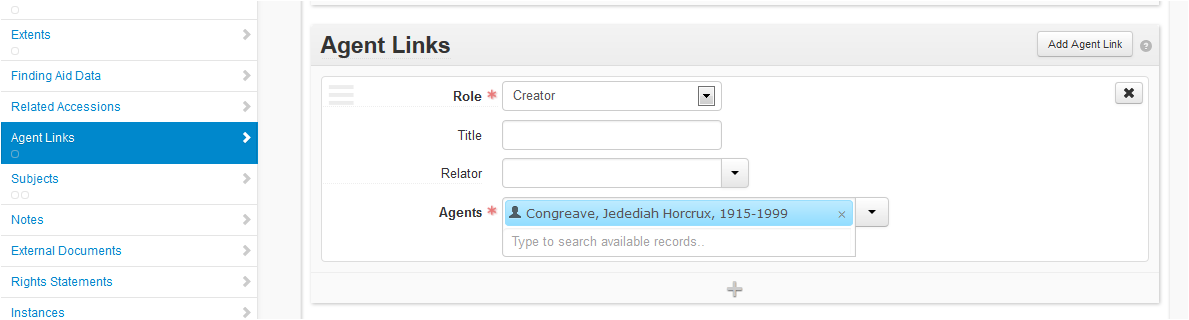 Extents
Finding Aid Data
Related Accessions
Agent Links
Subjects
Notes
External Documents
Rights Statements
Instances
Agent Links
Add Agent Link
Role *
Creator
Title
Relator
Agents *
Congreave, Jedediah Horcrux, 1915-1999 ×
Type to search available records..